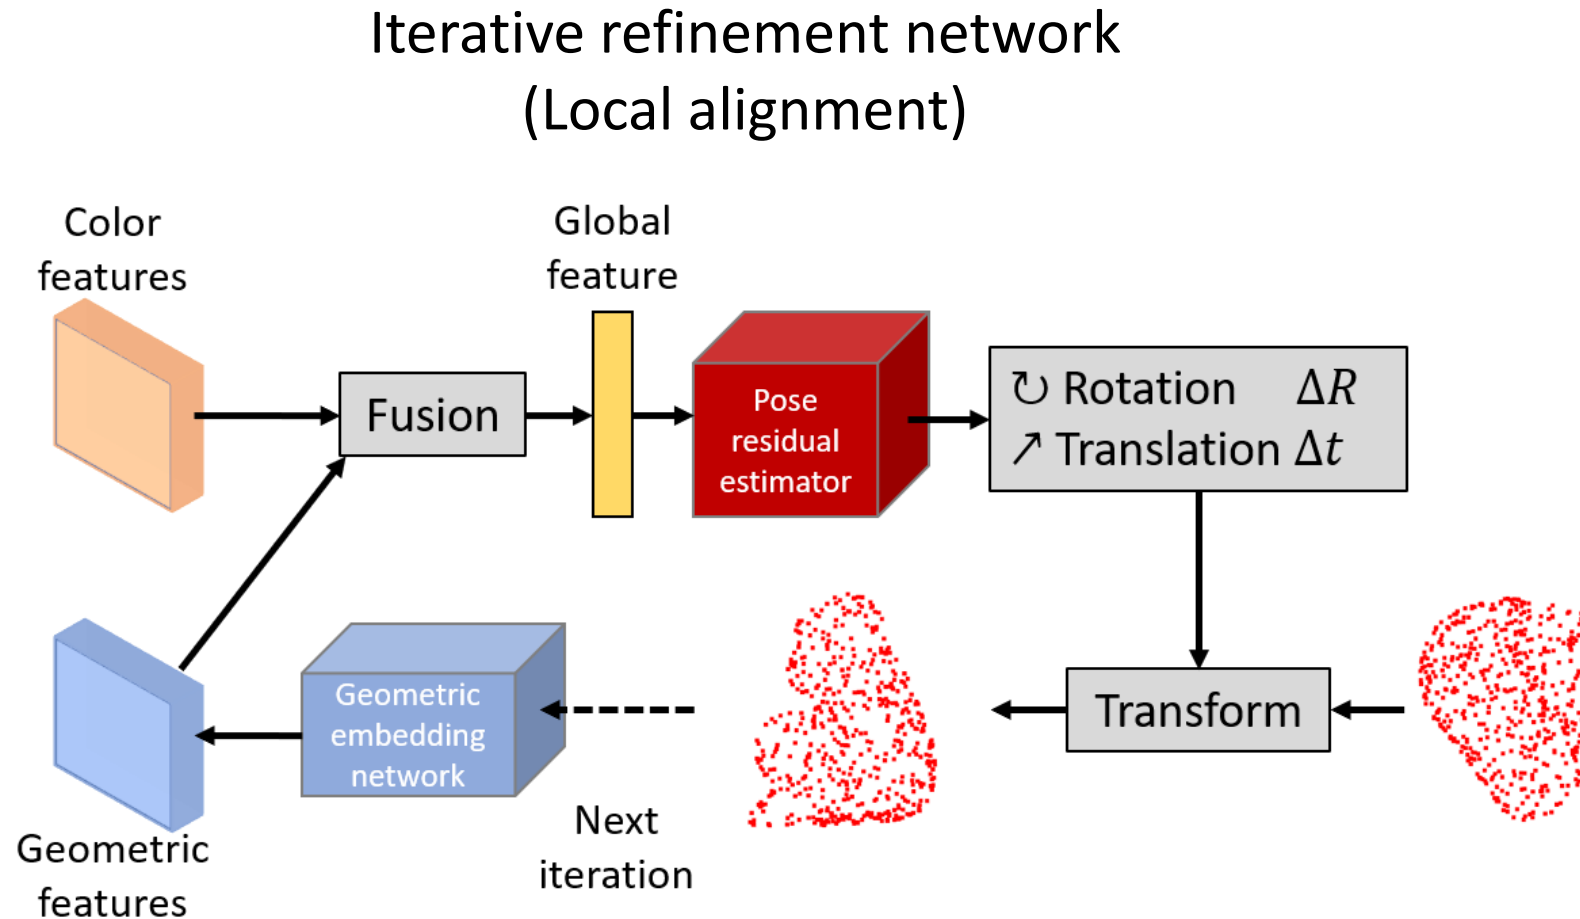 Iterative refinement network
(Local alignment)
Color
features
Global
feature
Fusion
Pose
residual
estimator
↻ Rotation ΔR
↗ Translation Δt
Geometric
embedding
network
Transform
Next
iteration
Geometric
features